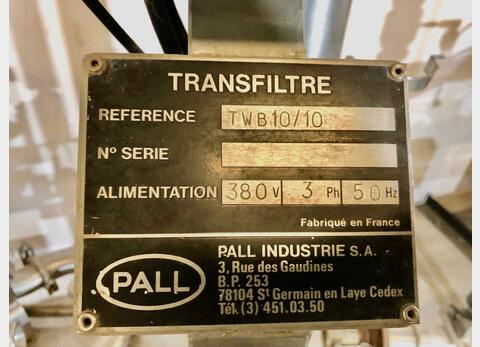 TRANSFILTRE
REFERENCE TWB10/10
Nº SERIE
ALIMENTATION 380 V 3 Ph 50 Hz
Fabriqué en France
PALL
PALL INDUSTRIE S.A.
3, Rue des Gaudines
B.P. 253
78104 St Germain en Laye Cedex
Tél. (3) 451.03.50